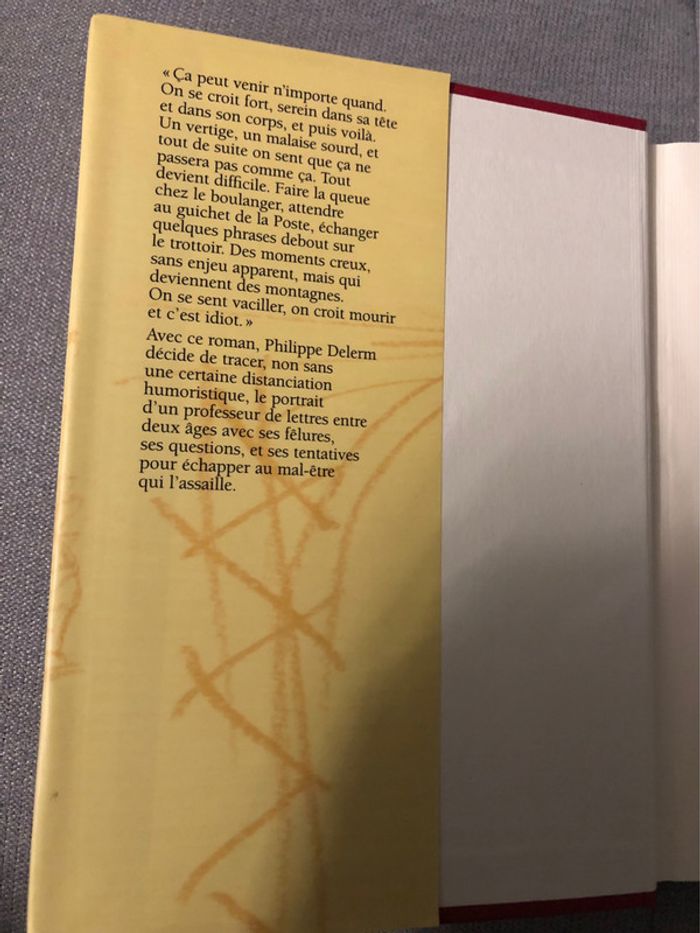 « Ça peut venir n'importe quand.
On se croit fort, serein dans sa tête
et dans son corps, et puis voilà.
Un vertige, un malaise sourd, et
tout de suite on sent que ça ne
passera pas comme ça. Tout
devient difficile. Faire la queue
chez le boulanger, attendre
au guichet de la Poste, échanger
quelques phrases debout sur
le trottoir. Des moments creux,
sans enjeu apparent, mais qui
deviennent des montagnes.
On se sent vaciller, on croit mourir
et c'est idiot. »
Avec ce roman, Philippe Delerm
décide de tracer, non sans
une certaine distanciation
humoristique, le portrait
d'un professeur de lettres entre
deux âges avec ses fêlures,
ses questions, et ses tentatives
pour échapper au mal-être
qui l'assaille.